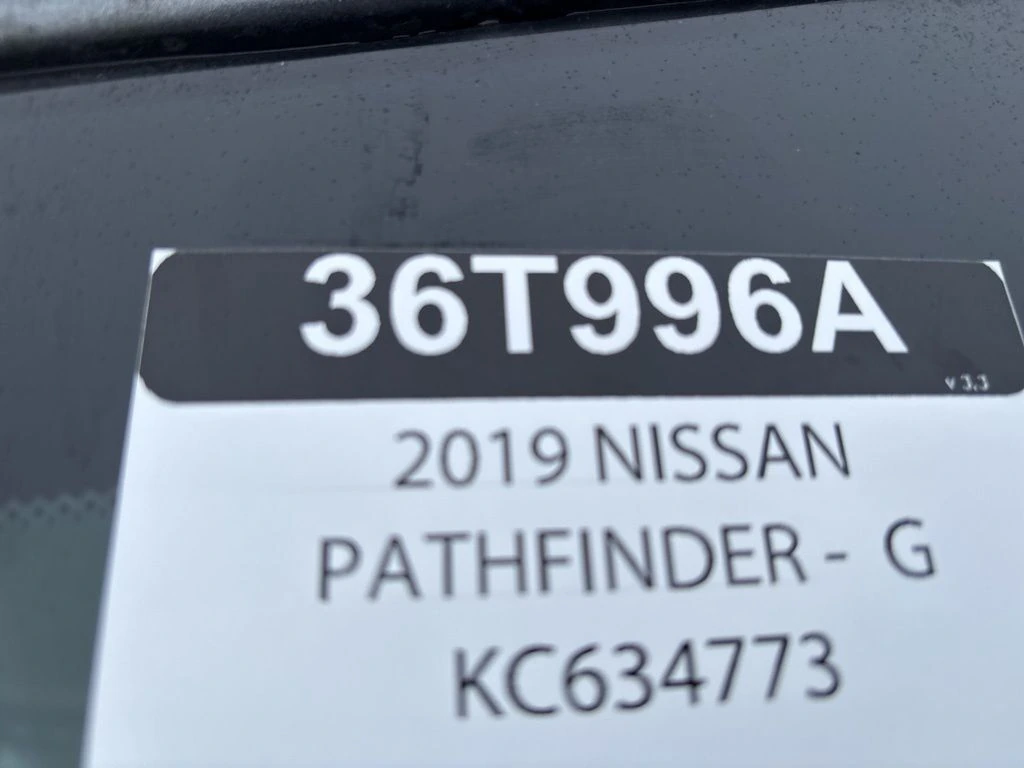 36T996A
v 3.3
2019 NISSAN
PATHFINDER - G
KC634773